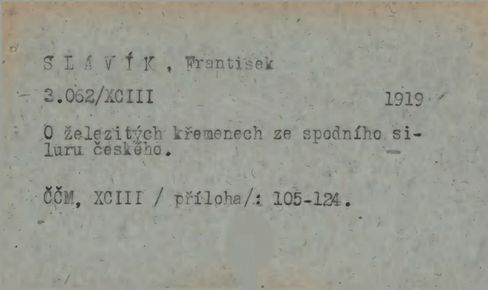 S L A V Í K , František
3.062/XCIII 1919
O železitých křemenech ze spodního si-
luru českého.
ČČM, XCIII / příloha/: 105-124.